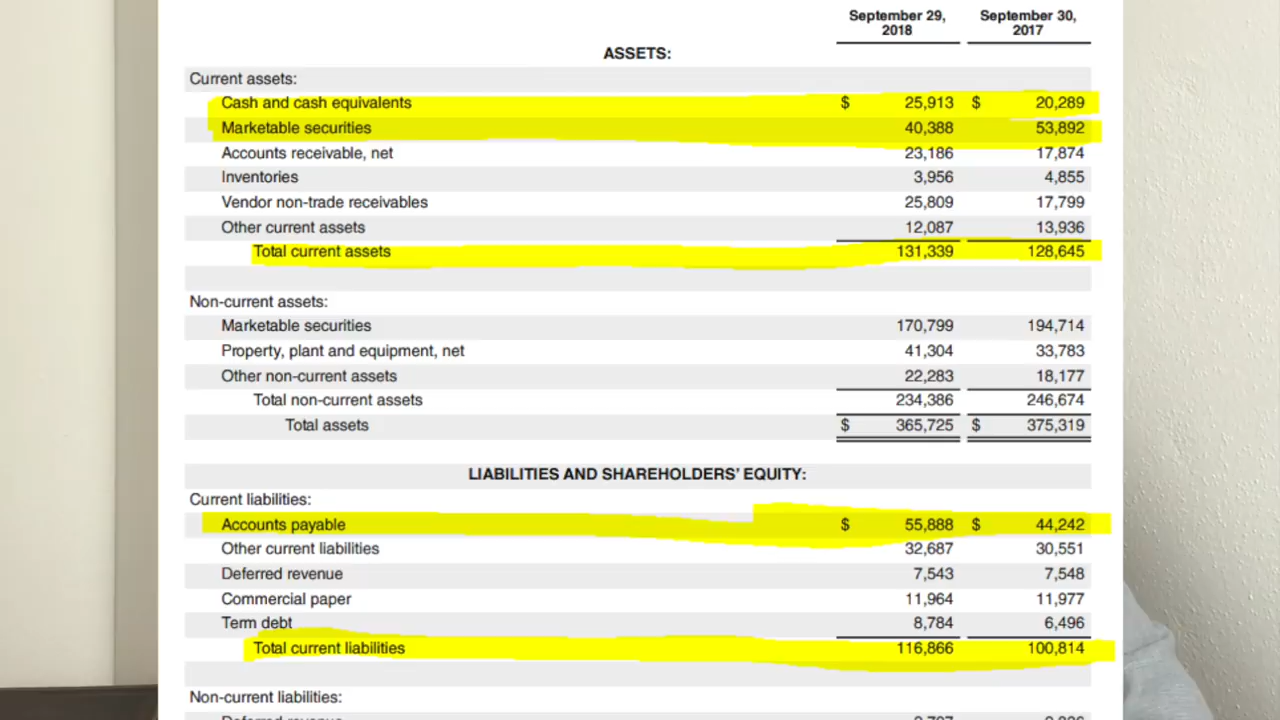 September 29, 2018 September 30, 2017
ASSETS:
Current assets:
Cash and cash equivalents $ 25,913 $ 20,289
Marketable securities 40,388 53,892
Accounts receivable, net 23,186 17,874
Inventories 3,956 4,855
Vendor non-trade receivables 25,809 17,799
Other current assets 12,087 13,936
Total current assets 131,339 128,645
Non-current assets:
Marketable securities 170,799 194,714
Property, plant and equipment, net 41,304 33,783
Other non-current assets 22,283 18,177
Total non-current assets 234,386 246,674
Total assets $ 365,725 $ 375,319
LIABILITIES AND SHAREHOLDERS' EQUITY:
Current liabilities:
Accounts payable $ 55,888 $ 44,242
Other current liabilities 32,687 30,551
Deferred revenue 7,543 7,548
Commercial paper 11,964 11,977
Term debt 8,784 6,496
Total current liabilities 116,866 100,814
Non-current liabilities: